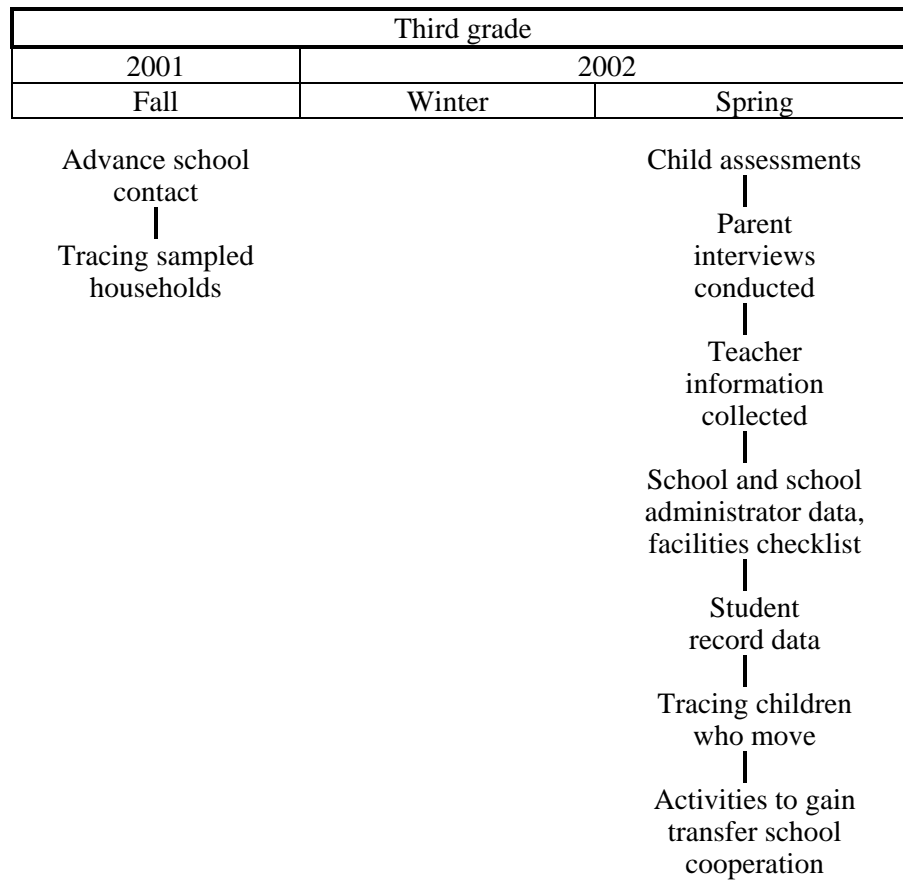 Third grade
2001 2002
Fall Winter Spring
Advance school
contact
Tracing sampled
households
Child assessments
Parent
interviews
conducted
Teacher
information
collected
School and school
administrator data,
facilities checklist
Student
record data
Tracing children
who move
Activities to gain
transfer school
cooperation